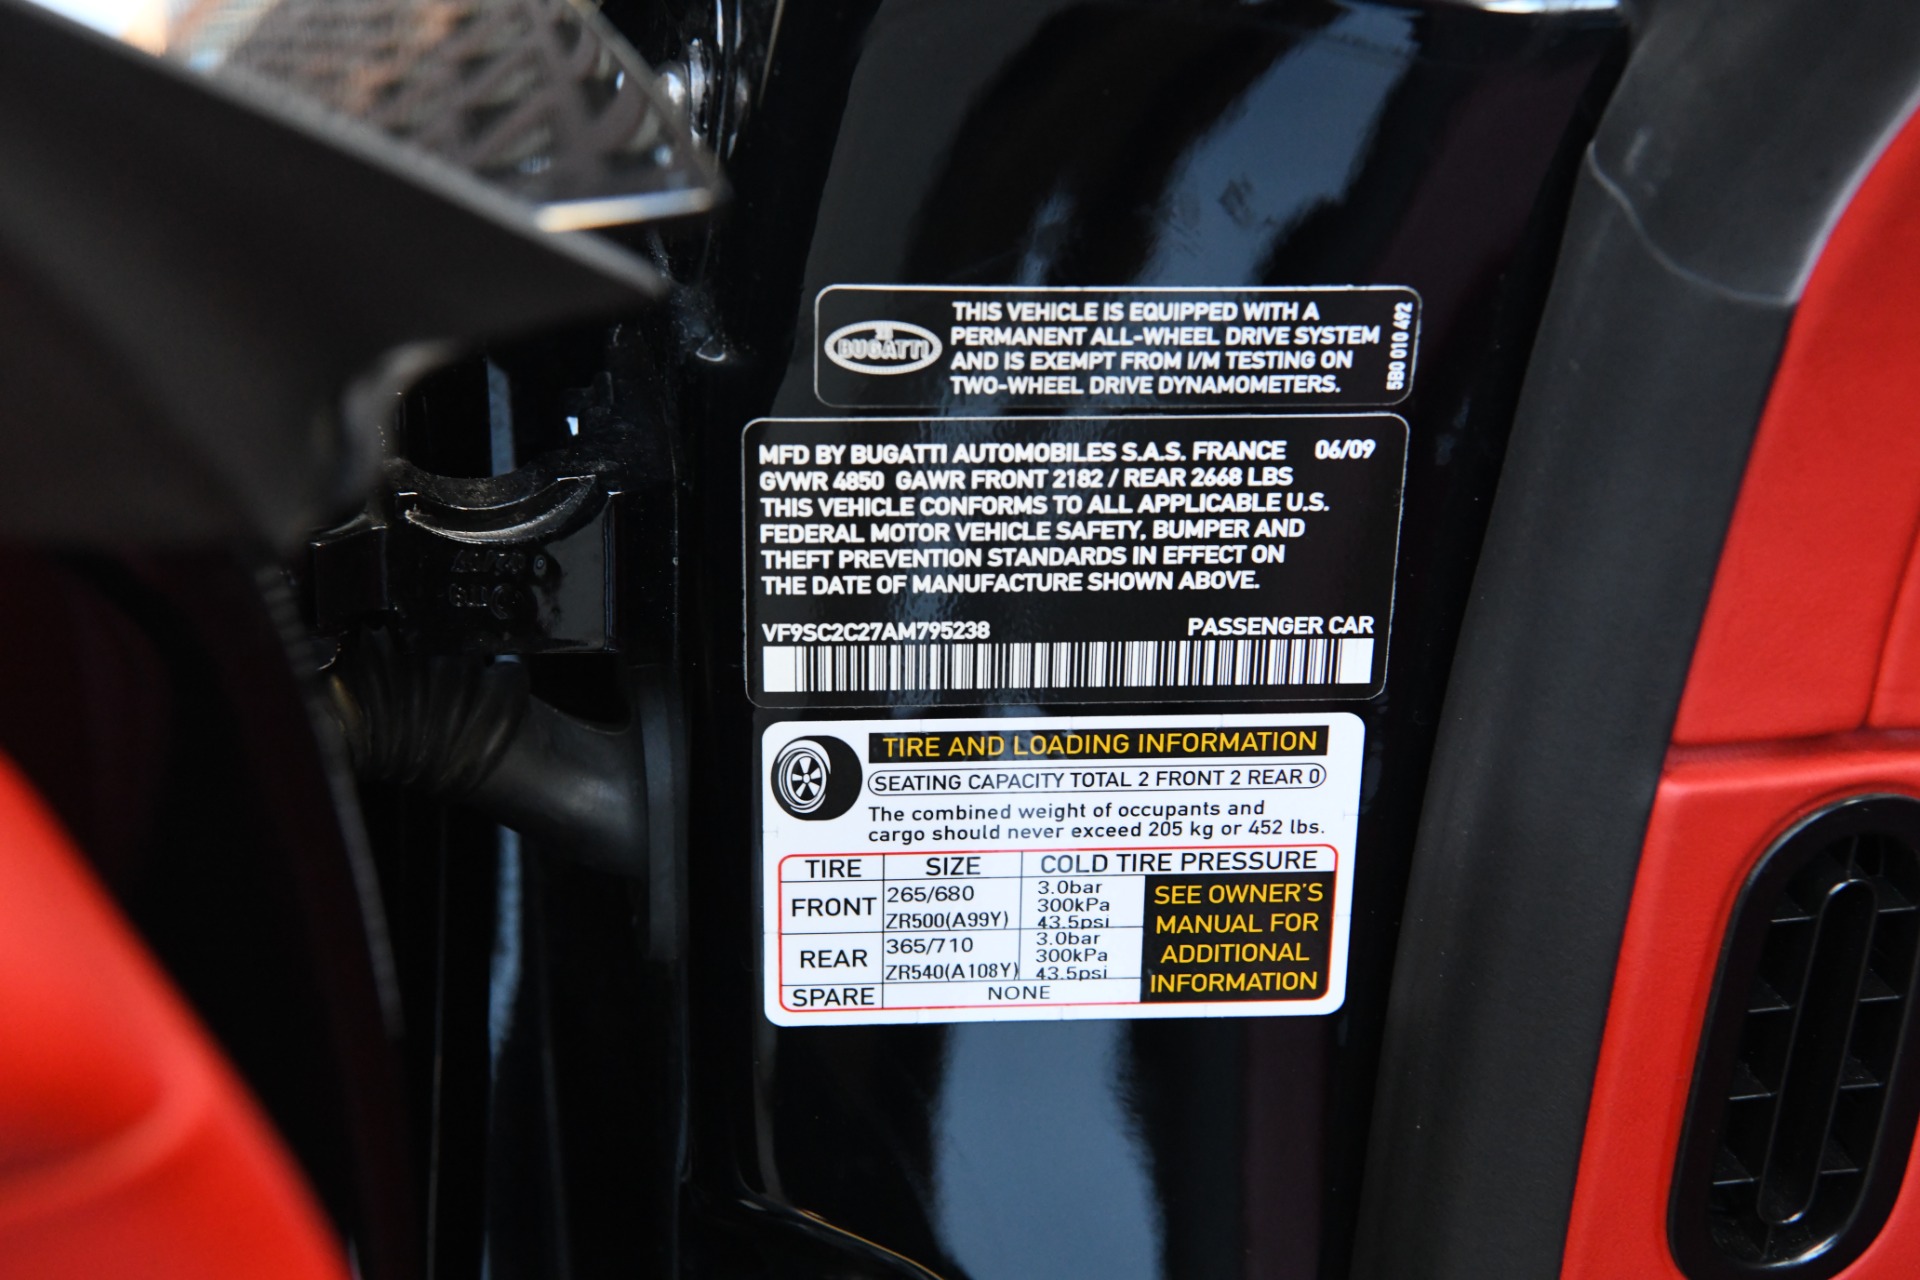 BUGATTI
THIS VEHICLE IS EQUIPPED WITH A
PERMANENT ALL-WHEEL DRIVE SYSTEM
AND IS EXEMPT FROM I/M TESTING ON
TWO-WHEEL DRIVE DYNAMOMETERS.
5B0 010 492
MFD BY BUGATTI AUTOMOBILES S.A.S. FRANCE 06/09
GVWR 4850 GAWR FRONT 2182 / REAR 2668 LBS
THIS VEHICLE CONFORMS TO ALL APPLICABLE U.S.
FEDERAL MOTOR VEHICLE SAFETY, BUMPER AND
THEFT PREVENTION STANDARDS IN EFFECT ON
THE DATE OF MANUFACTURE SHOWN ABOVE.
VF9SC2C27AM795238 PASSENGER CAR
TIRE AND LOADING INFORMATION
SEATING CAPACITY TOTAL 2 FRONT 2 REAR 0
The combined weight of occupants and
cargo should never exceed 205 kg or 452 lbs.
TIRE SIZE COLD TIRE PRESSURE
FRONT 265/680 ZR500(A99Y) 3.0bar 300kPa 43.5psi
REAR 365/710 ZR540(A108Y) 3.0bar 300kPa 43.5psi
SPARE NONE
SEE OWNER'S
MANUAL FOR
ADDITIONAL
INFORMATION